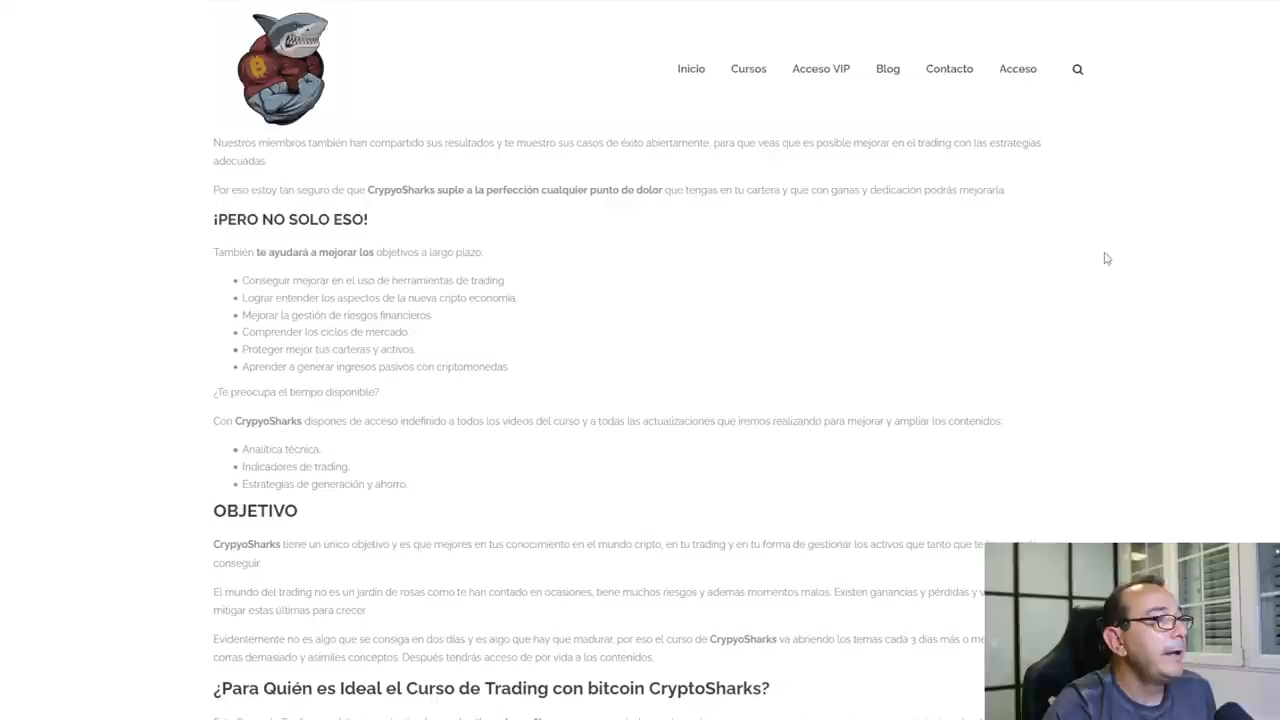 Inicio Cursos Acceso VIP Blog Contacto Acceso
Nuestros miembros también han compartido sus resultados y te muestro sus casos de éxito abiertamente, para que veas que es posible mejorar en el trading con las estrategias
adecuadas.
Por eso estoy tan seguro de que CrypyoSharks suple a la perfección cualquier punto de dolor que tengas en tu cartera y que con ganas y dedicación podrás mejorarla.
¡PERO NO SOLO ESO!
También te ayudará a mejorar los objetivos a largo plazo.
Conseguir mejorar en el uso de herramientas de trading
Lograr entender los aspectos de la nueva cripto economía.
Mejorar la gestión de riesgos financieros.
Comprender los ciclos de mercado.
Proteger mejor tus carteras y activos.
Aprender a generar ingresos pasivos con criptomonedas.
¿Te preocupa el tiempo disponible?
Con CrypyoSharks dispones de acceso indefinido a todos los videos del curso y a todas las actualizaciones que iremos realizando para mejorar y ampliar los contenidos:
Analítica técnica.
Indicadores de trading.
Estrategias de generación y ahorro.
OBJETIVO
CrypyoSharks tiene un único objetivo y es que mejores en tus conocimiento en el mundo cripto, en tu trading y en tu forma de gestionar los activos que tanto que te
conseguir.
El mundo del trading no es un jardín de rosas como te han contado en ocasiones, tiene muchos riesgos y además momentos malos. Existen ganancias y pérdidas y
mitigar estas últimas para crecer
Evidentemente no es algo que se consiga en dos días y es algo que hay que madurar, por eso el curso de CrypyoSharks va abriendo los temas cada 3 días más o
corras demasiado y asimiles conceptos. Después tendrás acceso de por vida a los contenidos.
¿Para Quién es Ideal el Curso de Trading con bitcoin CryptoSharks?